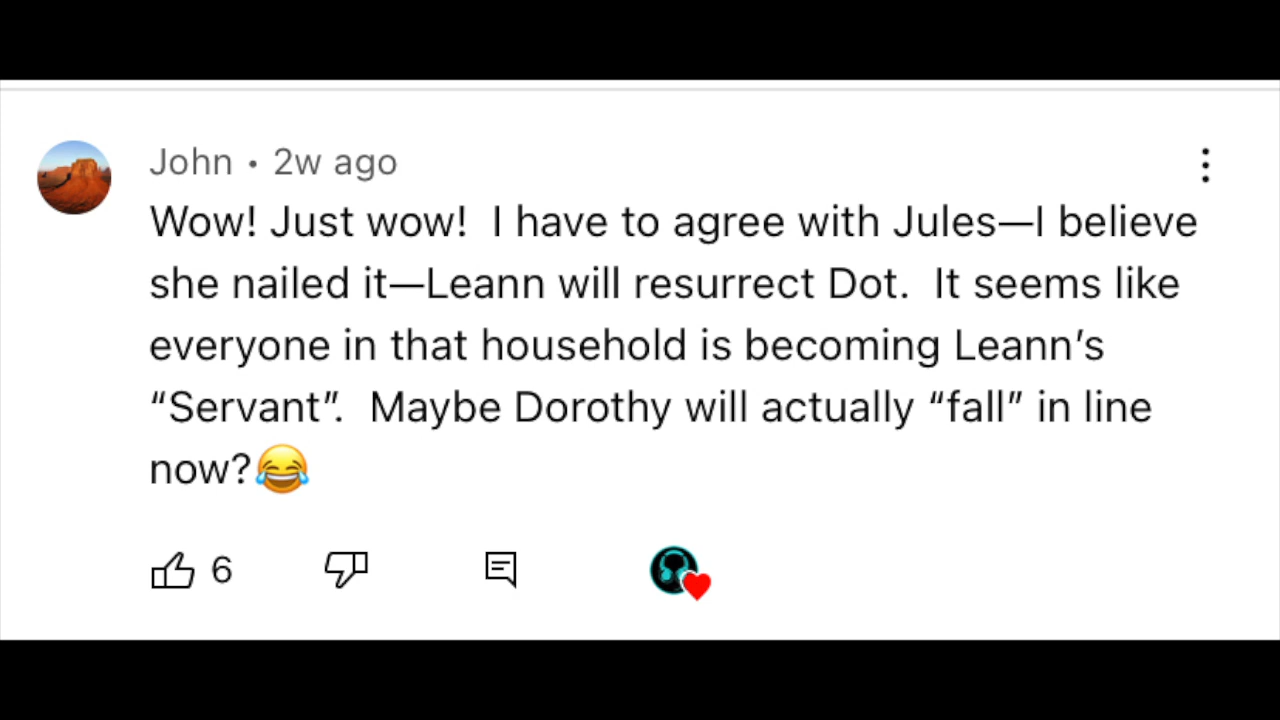 John • 2w ago
Wow! Just wow!  I have to agree with Jules—I believe
she nailed it—Leann will resurrect Dot.  It seems like
everyone in that household is becoming Leann’s
“Servant”.  Maybe Dorothy will actually “fall” in line
now?😂
6